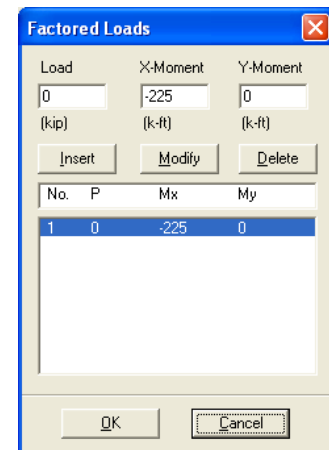 Factored Loads
Load X-Moment Y-Moment
0 -225 0
(kip) (k-ft) (k-ft)
Insert Modify Delete
No. P Mx My
1 0 -225 0
OK Cancel